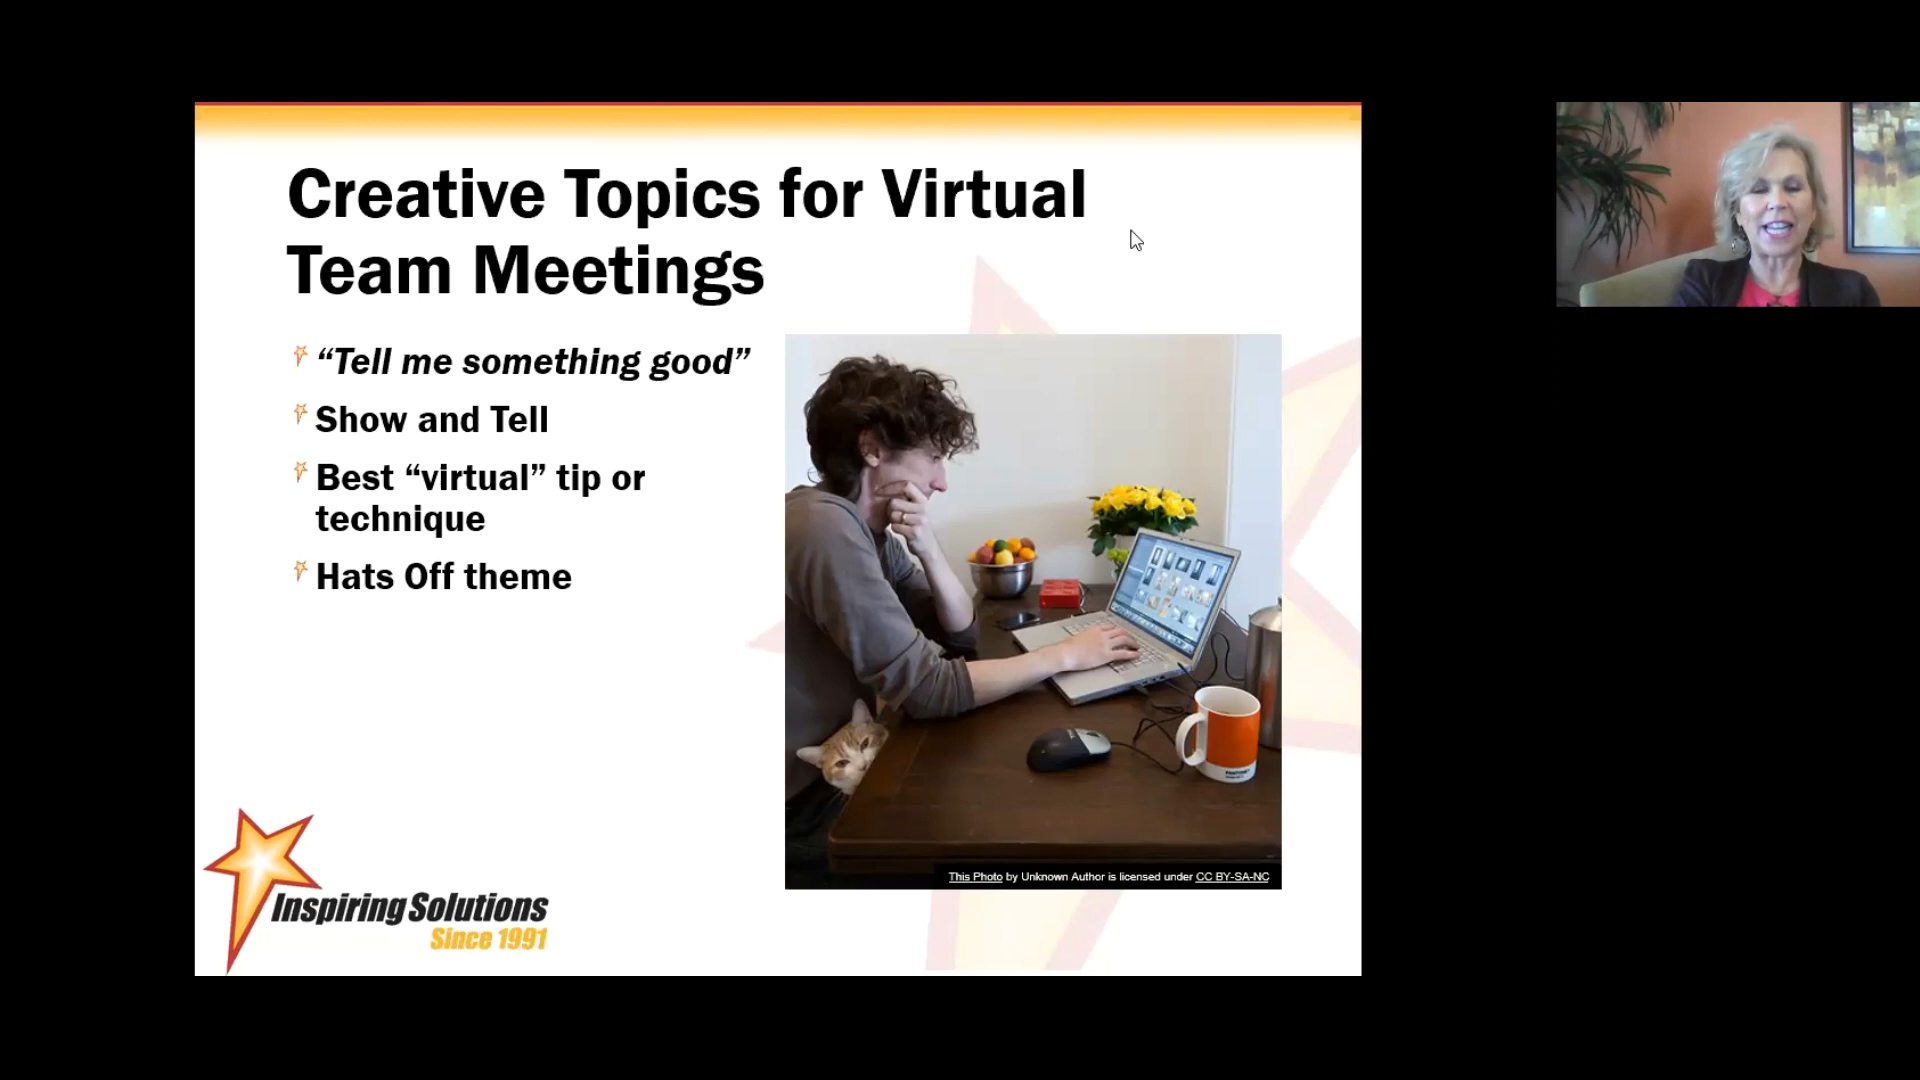 Creative Topics for Virtual
Team Meetings
“Tell me something good”
Show and Tell
Best “virtual” tip or
technique
Hats Off theme
This Photo by Unknown Author is licensed under CC BY-SA-NC
Inspiring Solutions
Since 1991